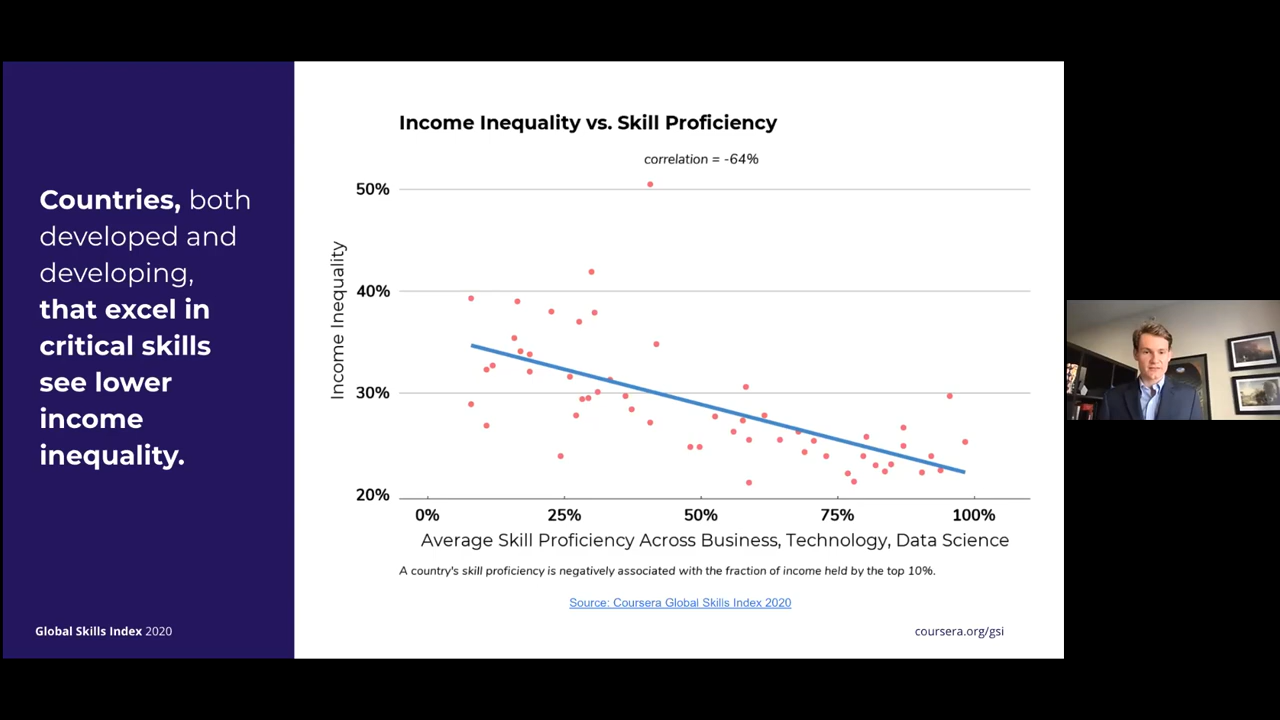 Countries, both
developed and
developing,
that excel in
critical skills
see lower
income
inequality.
Global Skills Index 2020
Income Inequality vs. Skill Proficiency
correlation = -64%
50%
40%
30%
20%
Income Inequality
0% 25% 50% 75% 100%
Average Skill Proficiency Across Business, Technology, Data Science
A country's skill proficiency is negatively associated with the fraction of income held by the top 10%.
Source: Coursera Global Skills Index 2020
coursera.org/gsi